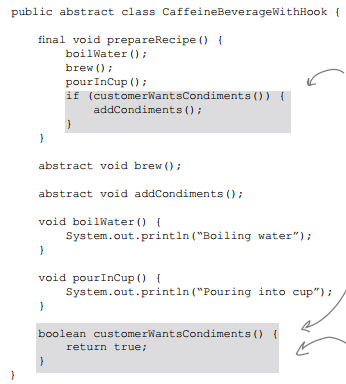 public abstract class CaffeineBeverageWithHook {
final void prepareRecipe() {
boilWater();
brew();
pourInCup();
if (customerWantsCondiments()) {
addCondiments();
}
}
abstract void brew();
abstract void addCondiments();
void boilWater() {
System.out.println(“Boiling water”);
}
void pourInCup() {
System.out.println(“Pouring into cup”);
}
boolean customerWantsCondiments() {
return true;
}
}